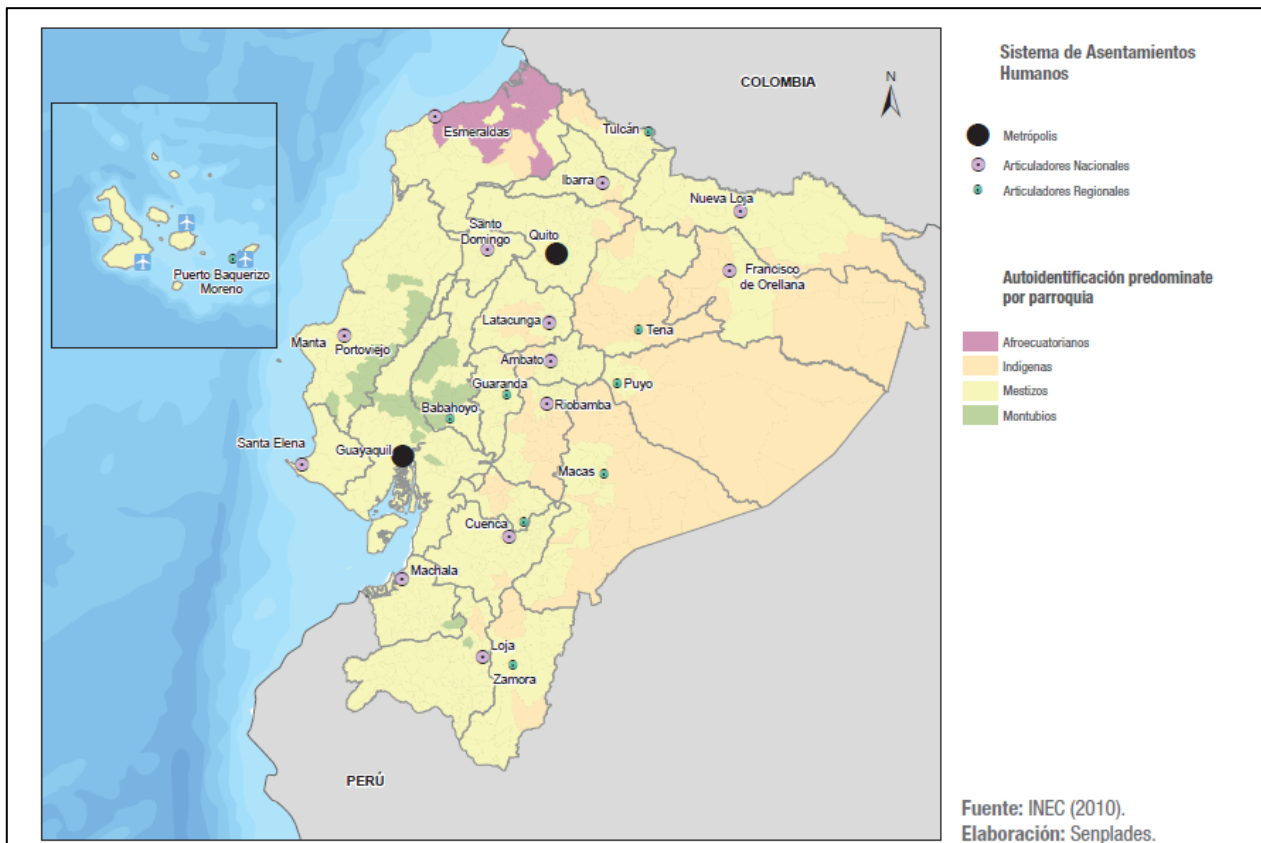 COLOMBIA
N
Esmeraldas
Tulcán
Ibarra
Nueva Loja
Santo
Domingo
Quito
Francisco
de Orellana
Puerto Baquerizo
Moreno
Latacunga
Tena
Manta
Portoviejo
Ambato
Guaranda
Puyo
Babahoyo
Riobamba
Santa Elena
Guayaquil
Macas
Cuenca
Machala
Loja
Zamora
PERÚ
Sistema de Asentamientos
Humanos
Metrópolis
Articuladores Nacionales
Articuladores Regionales
Autoidentificación predominate
por parroquia
Afroecuatorianos
Indígenas
Mestizos
Montubios
Fuente: INEC (2010).
Elaboración: Senplades.